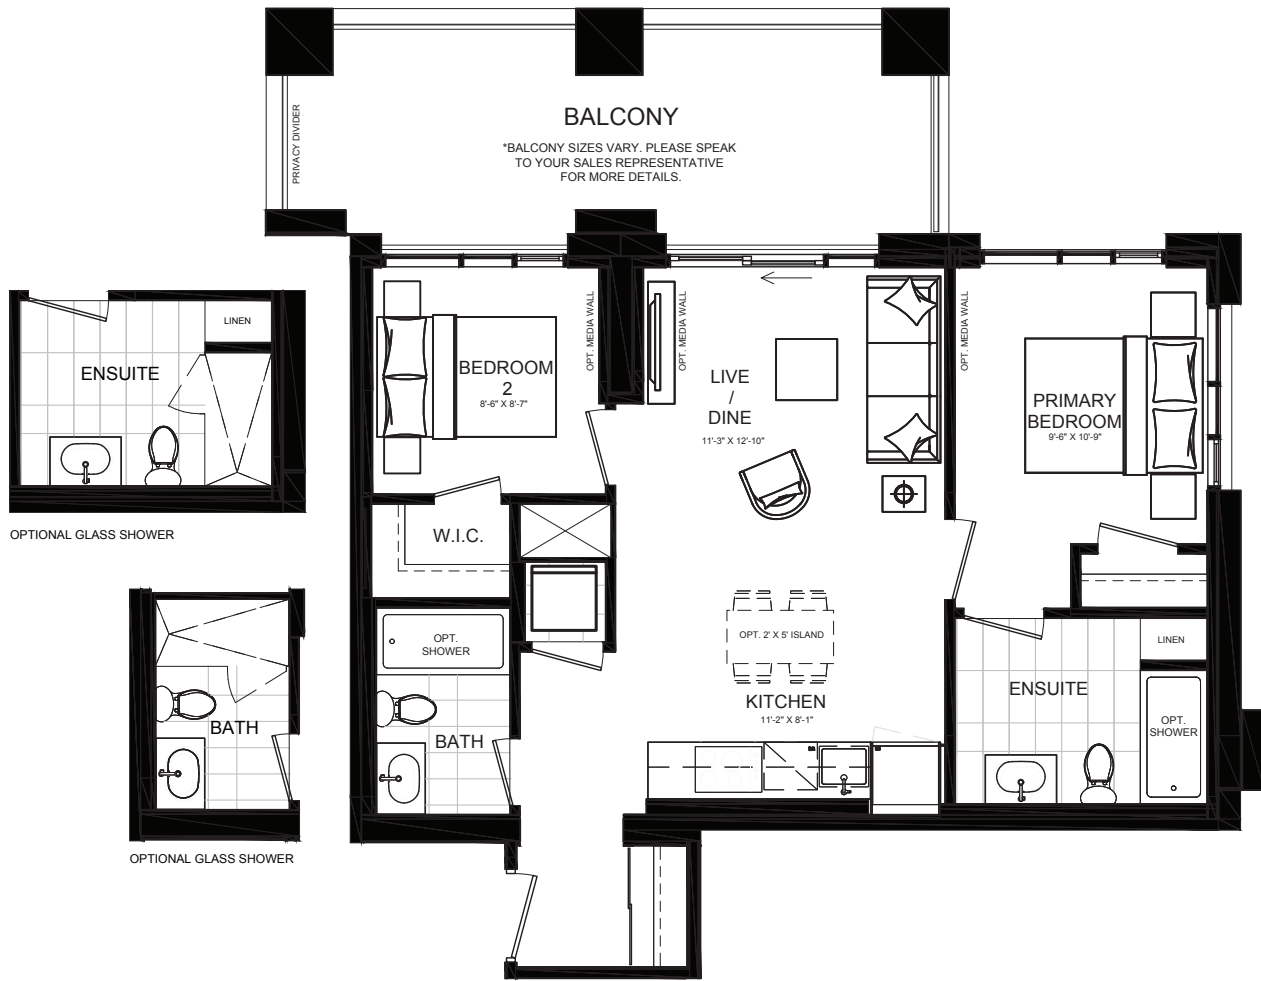 BALCONY
*BALCONY SIZES VARY. PLEASE SPEAK
TO YOUR SALES REPRESENTATIVE
FOR MORE DETAILS.
PRIVACY DIVIDER
LINEN
ENSUITE
OPTIONAL GLASS SHOWER
BEDROOM
2
8'-6" X 8'-7"
OPT. MEDIA WALL
OPT. MEDIA WALL
LIVE
/
DINE
11'-3" X 12'-10"
OPT. MEDIA WALL
PRIMARY
BEDROOM
9'-6" X 10'-9"
W.I.C.
OPT.
SHOWER
BATH
BATH
OPTIONAL GLASS SHOWER
OPT. 2' X 5' ISLAND
KITCHEN
11'-2" X 8'-1"
LINEN
ENSUITE
OPT.
SHOWER